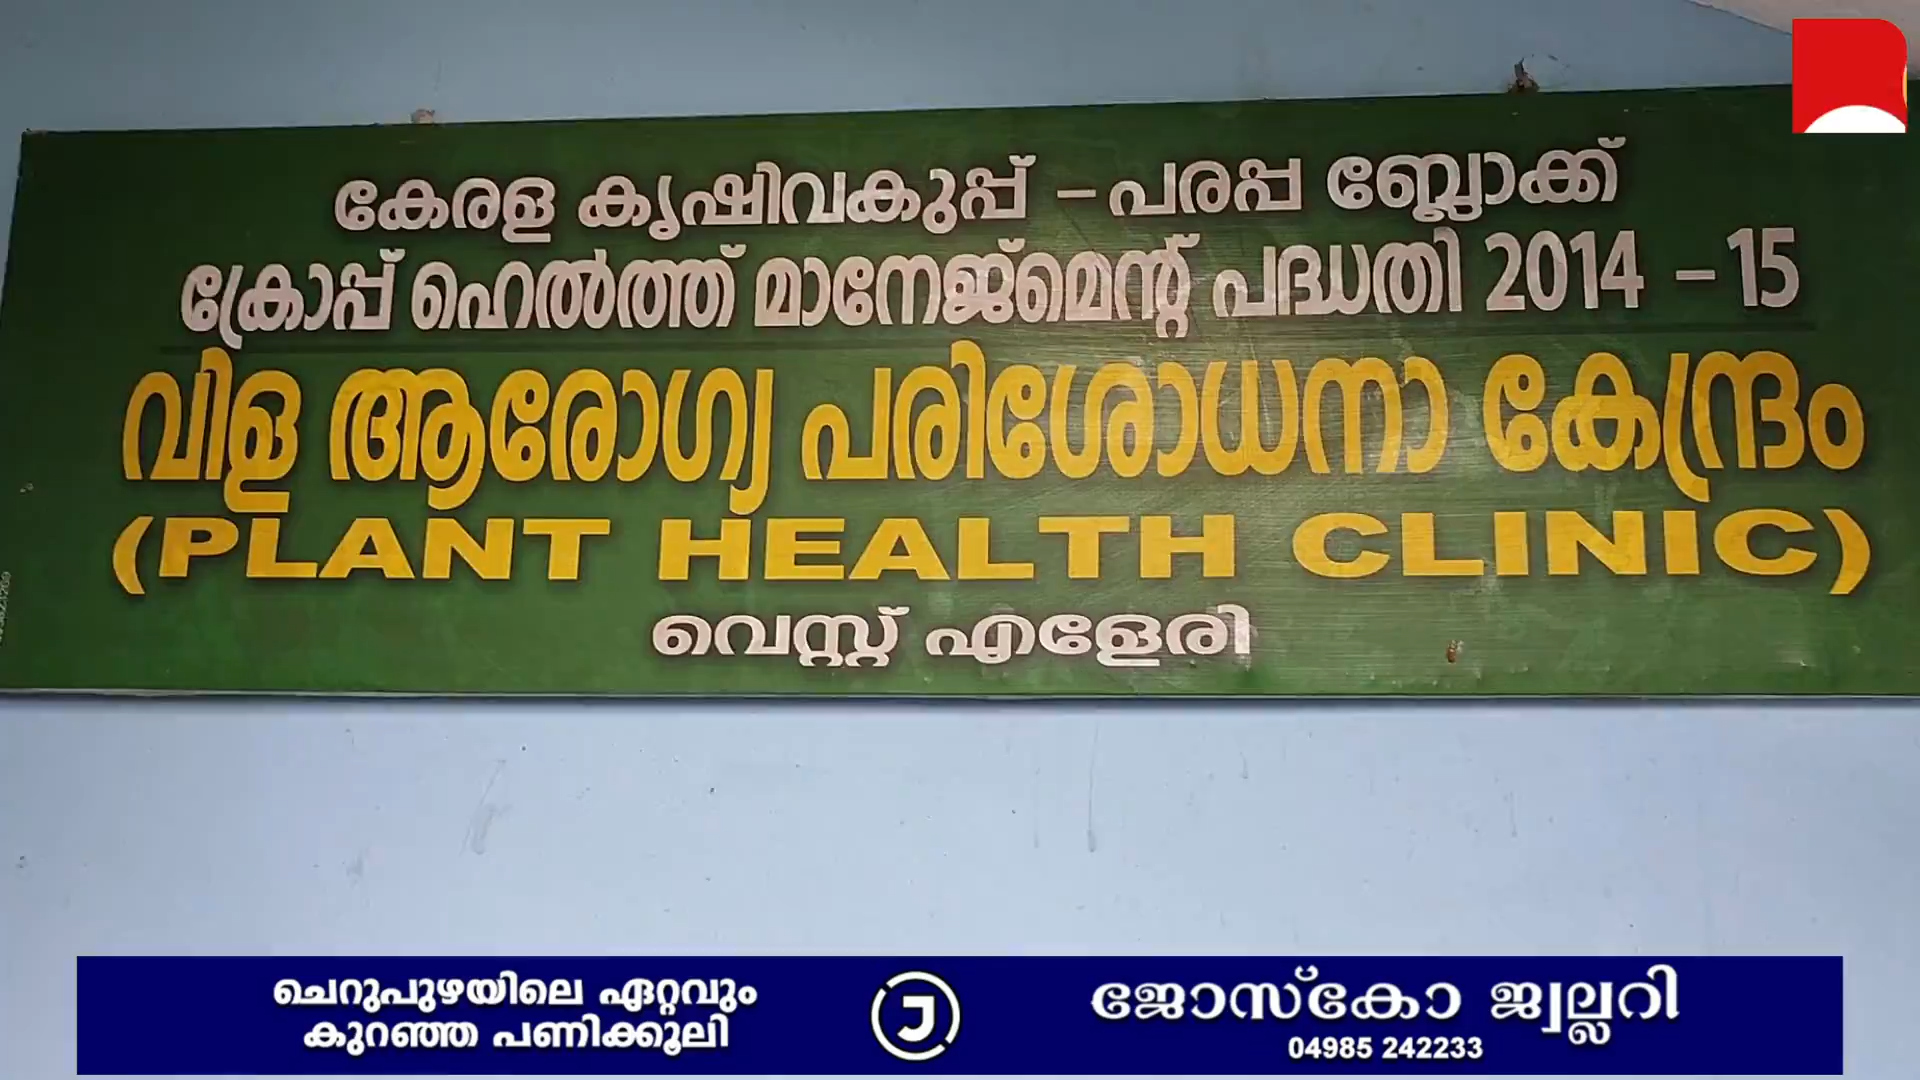 കേരള കൃഷിവകുപ്പ് – പരപ്പ ബ്ലോക്ക്
ക്രോപ്പ് ഹെൽത്ത് മാനേജ്മെന്റ് പദ്ധതി 2014 – 15
വിള ആരോഗ്യ പരിശോധനാ കേന്ദ്രം
(PLANT HEALTH CLINIC)
വെസ്റ്റ് എളേരി
ചെറുപുഴയിലെ ഏറ്റവും
കുറഞ്ഞ പണിക്കൂലി
J
ജോസ്കോ ജ്വല്ലറി
04985 242233